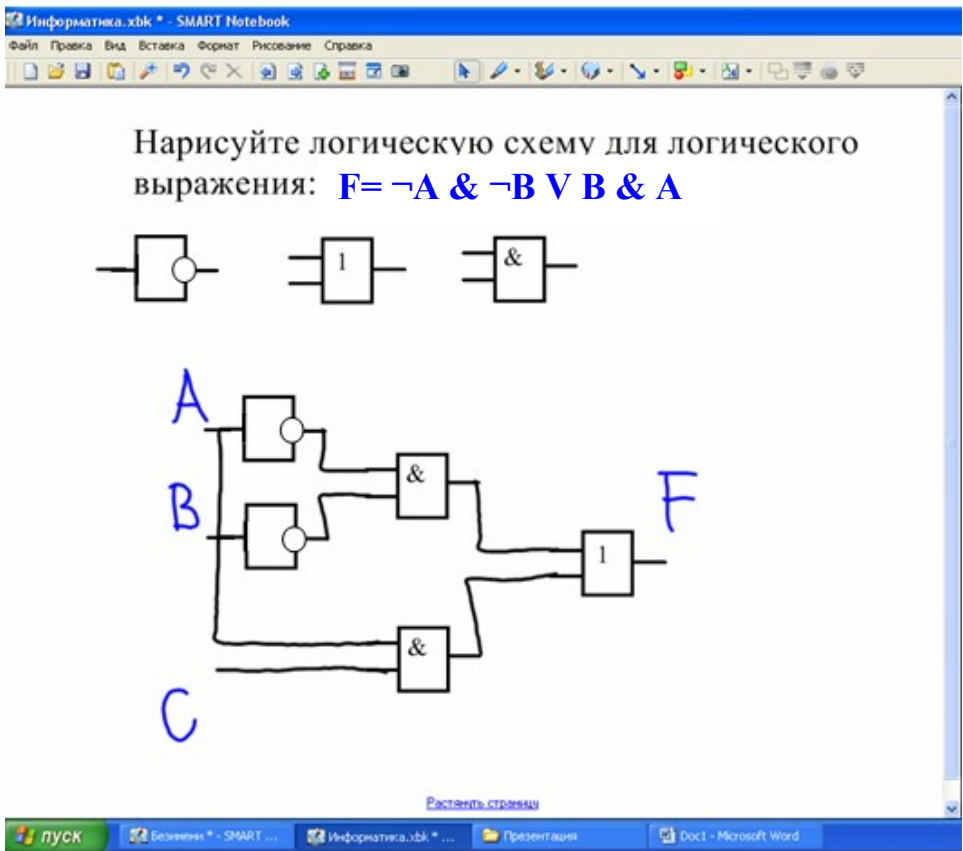 Информатика.xbk * - SMART Notebook
Файл Правка Вид Вставка Формат Рисование Справка
Нарисуйте логическую схему для логического
выражения: F= ¬A & ¬B V B & A
1
&
A
&
B
F
1
&
C
Растянуть страницу
пуск Безимени * - SMART ... Информатика.xbk * ... Презентация Doc1 - Microsoft Word